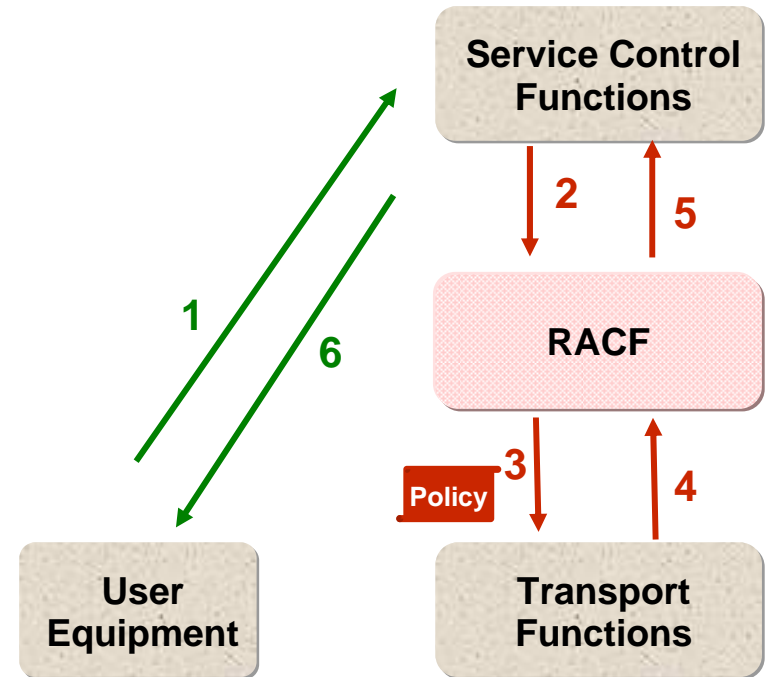 Service Control
Functions
2
5
1
6
RACF
3
Policy
4
User
Equipment
Transport
Functions